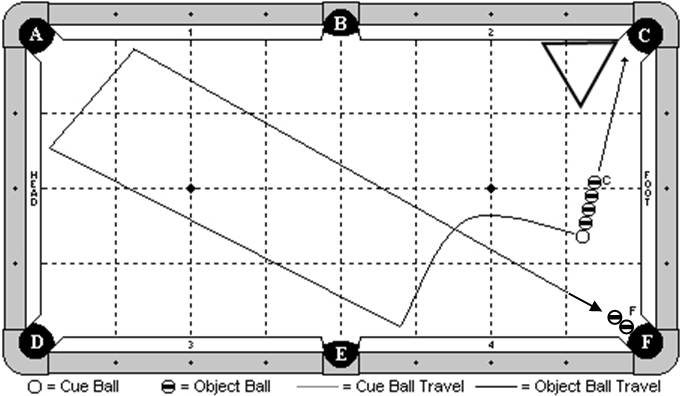 A B C
1 2
HEAD
FOOT
C
F
D E F
3 4
= Cue Ball = Object Ball = Cue Ball Travel = Object Ball Travel